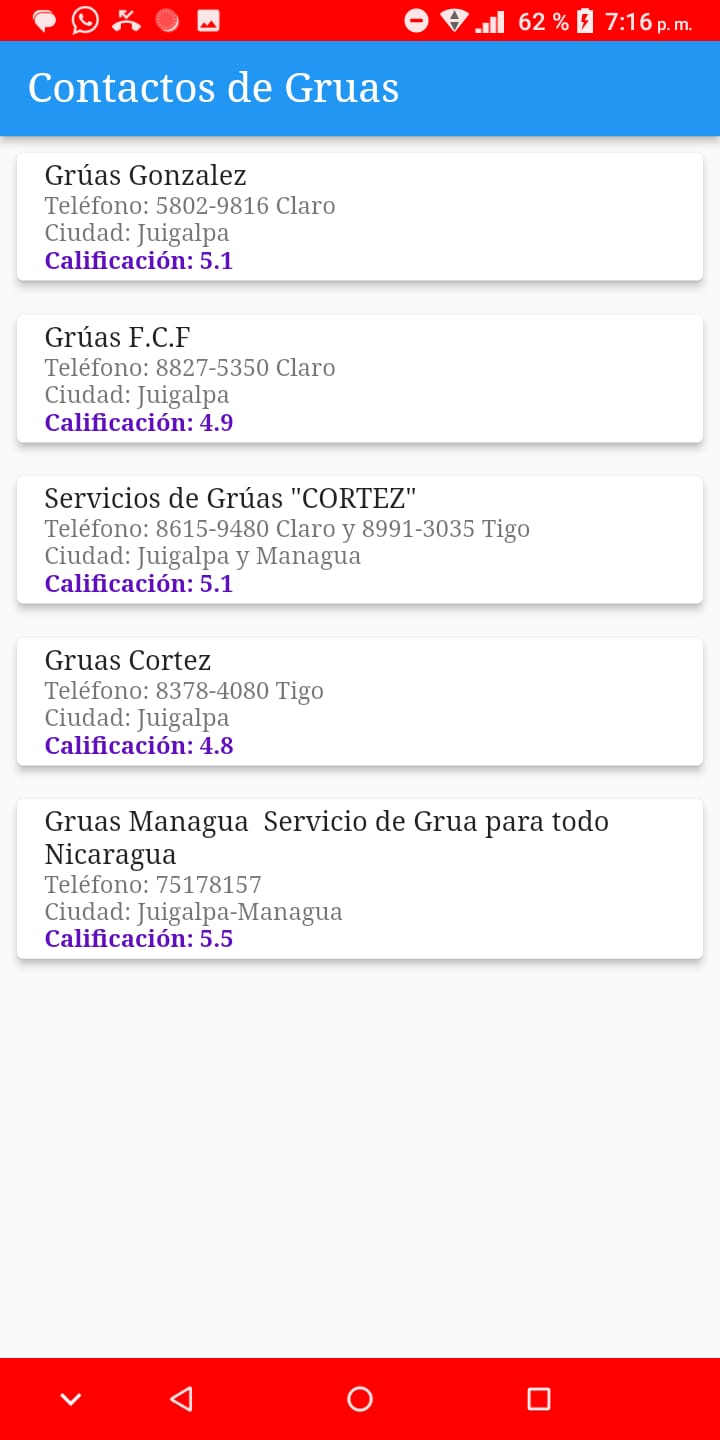 62 % 7:16 p. m.
Contactos de Gruas
Grúas Gonzalez
Teléfono: 5802-9816 Claro
Ciudad: Juigalpa
Calificación: 5.1
Grúas F.C.F
Teléfono: 8827-5350 Claro
Ciudad: Juigalpa
Calificación: 4.9
Servicios de Grúas "CORTEZ"
Teléfono: 8615-9480 Claro y 8991-3035 Tigo
Ciudad: Juigalpa y Managua
Calificación: 5.1
Gruas Cortez
Teléfono: 8378-4080 Tigo
Ciudad: Juigalpa
Calificación: 4.8
Gruas Managua  Servicio de Grua para todo
Nicaragua
Teléfono: 75178157
Ciudad: Juigalpa-Managua
Calificación: 5.5